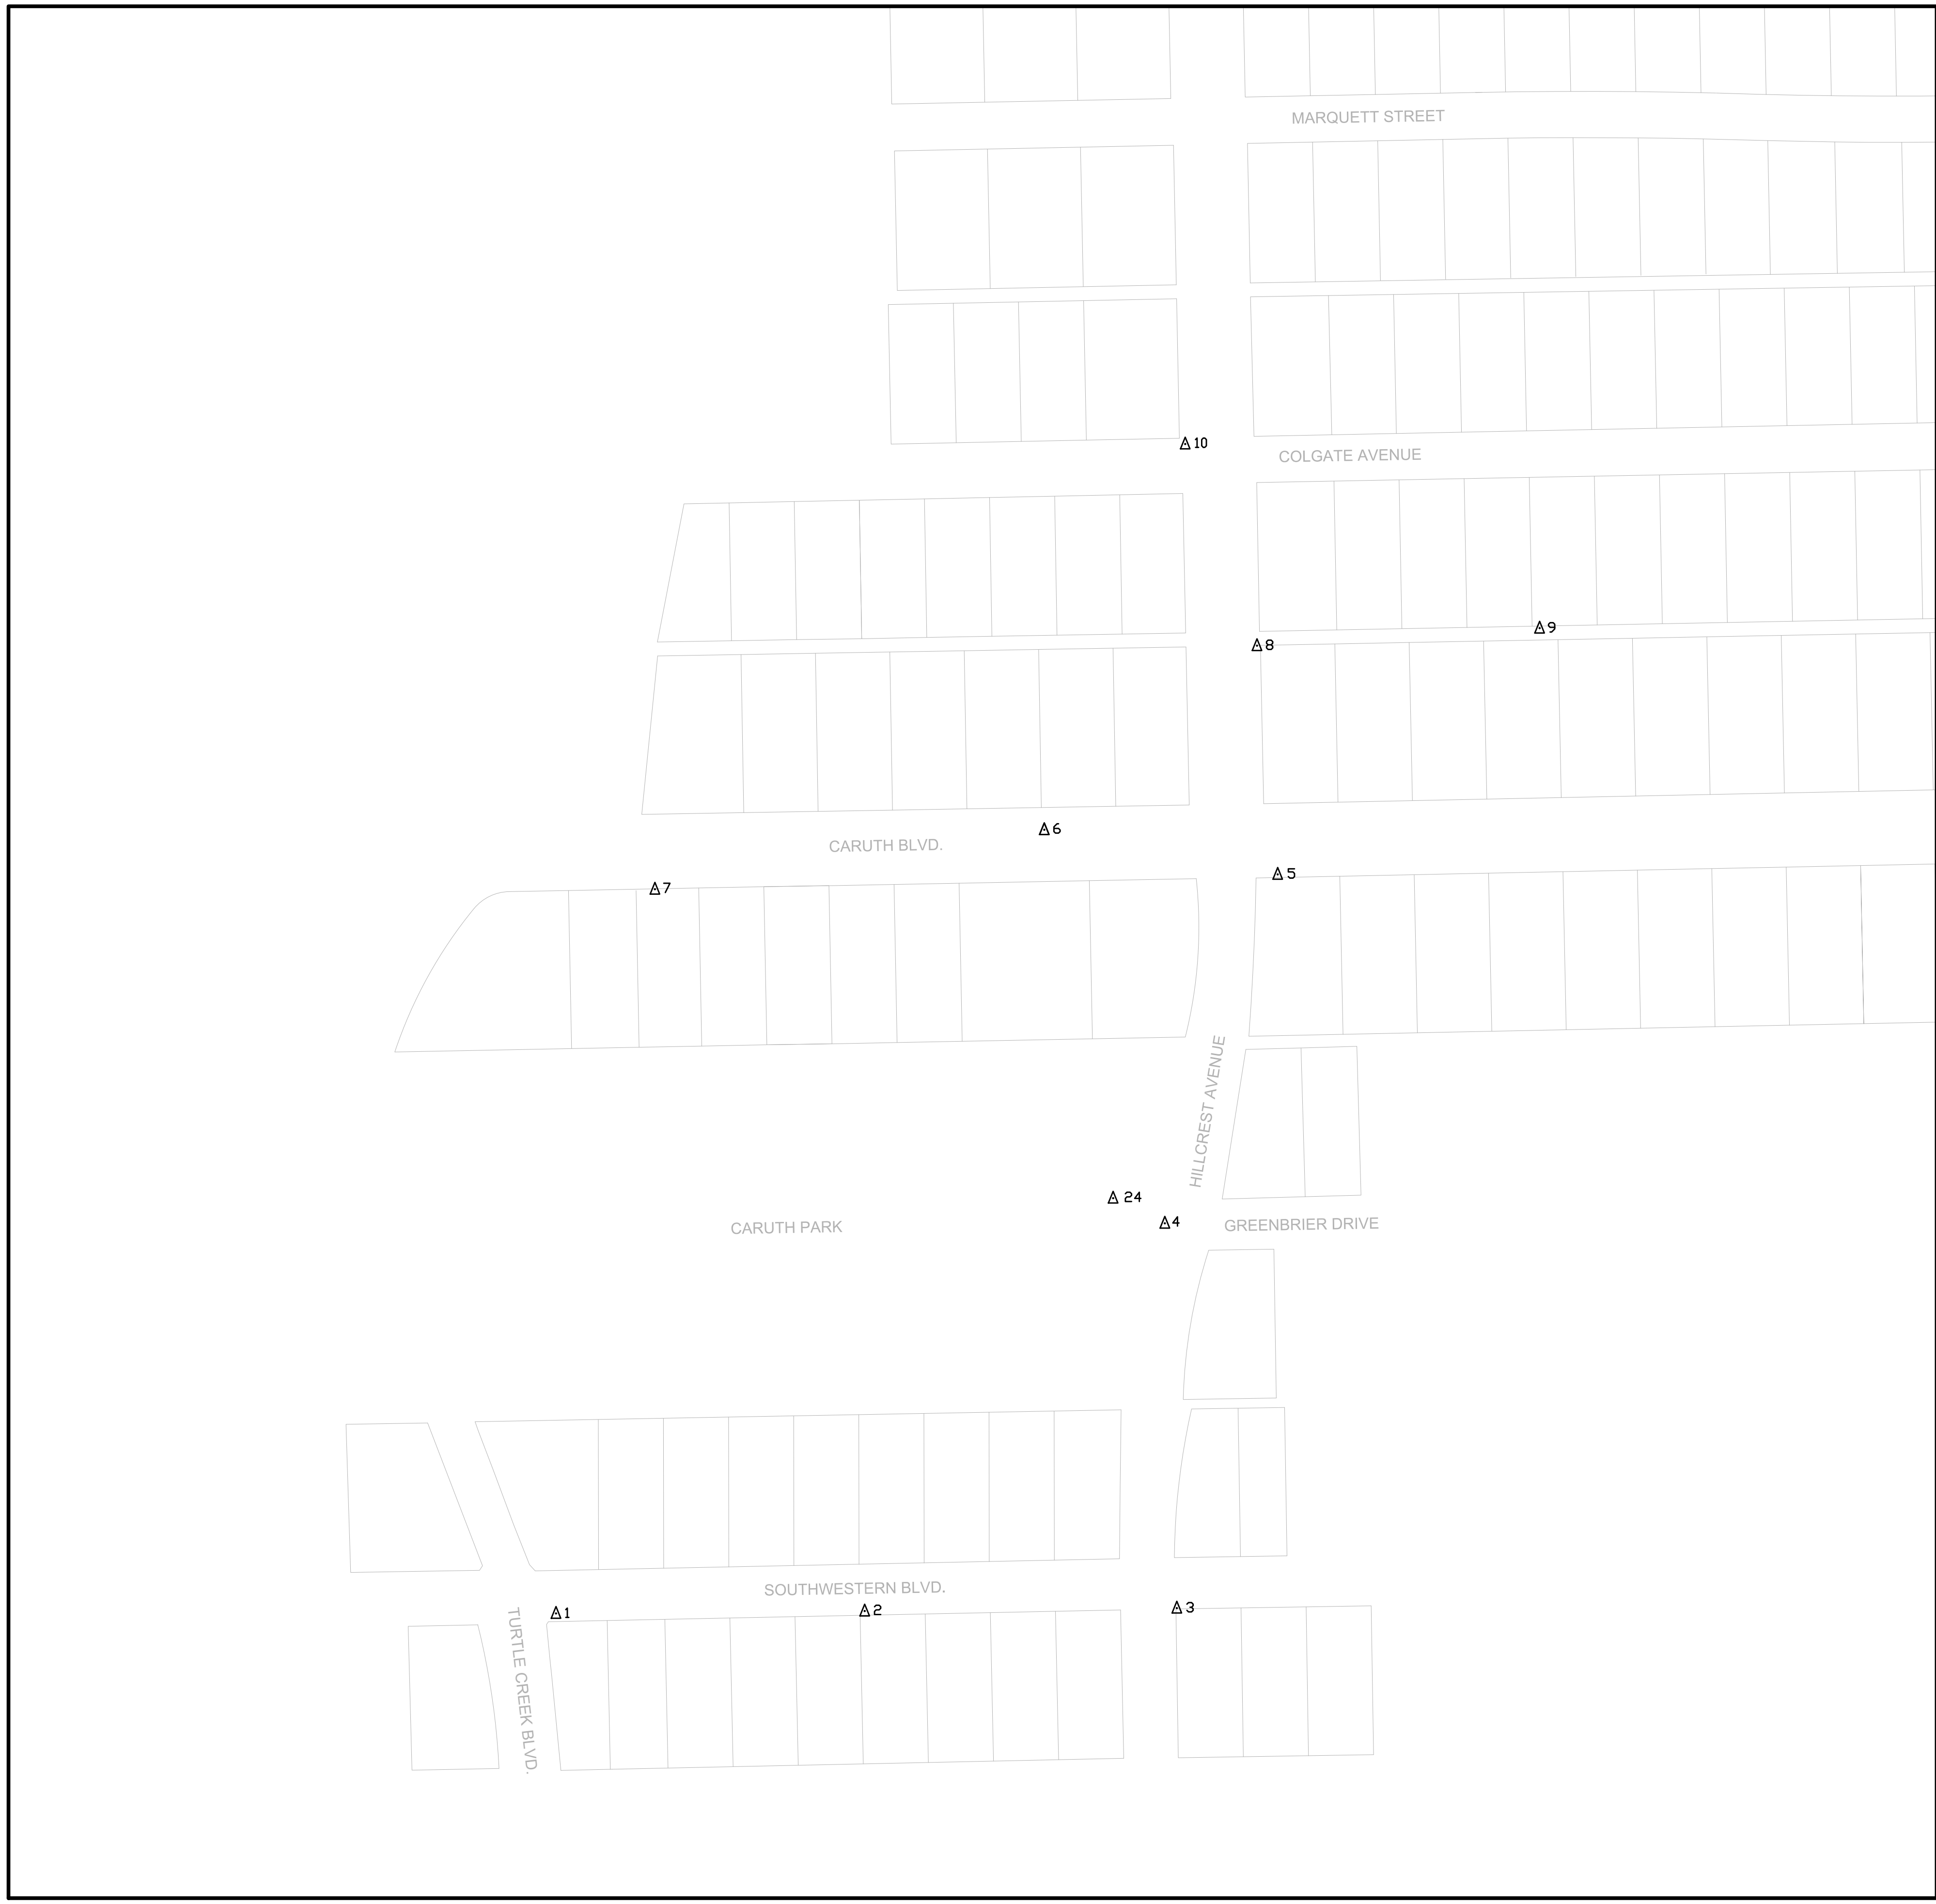 MARQUETT STREET
10
COLGATE AVENUE
9
8
6
CARUTH BLVD.
5
7
HILLCREST AVENUE
24
4
CARUTH PARK
GREENBRIER DRIVE
SOUTHWESTERN BLVD.
1
2
3
TURTLE CREEK BLVD.